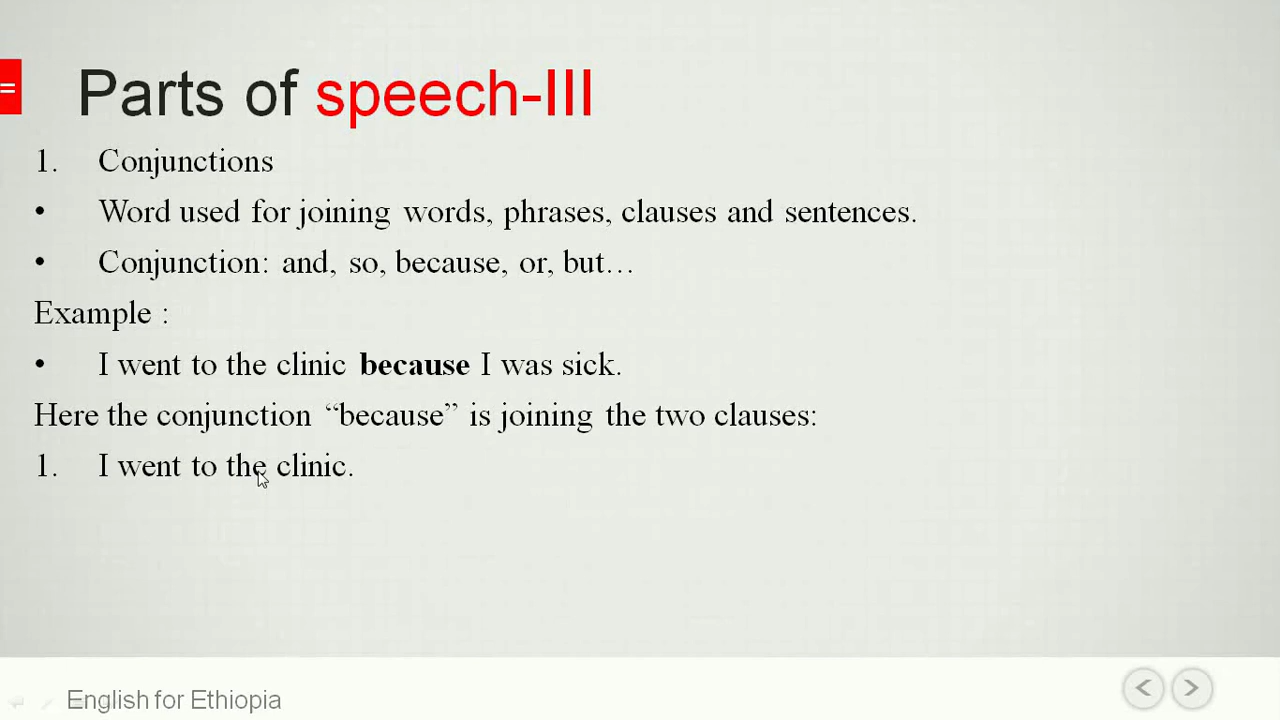 Parts of speech-III
1. Conjunctions
• Word used for joining words, phrases, clauses and sentences.
• Conjunction: and, so, because, or, but…
Example :
• I went to the clinic because I was sick.
Here the conjunction “because” is joining the two clauses:
1. I went to the clinic.
English for Ethiopia